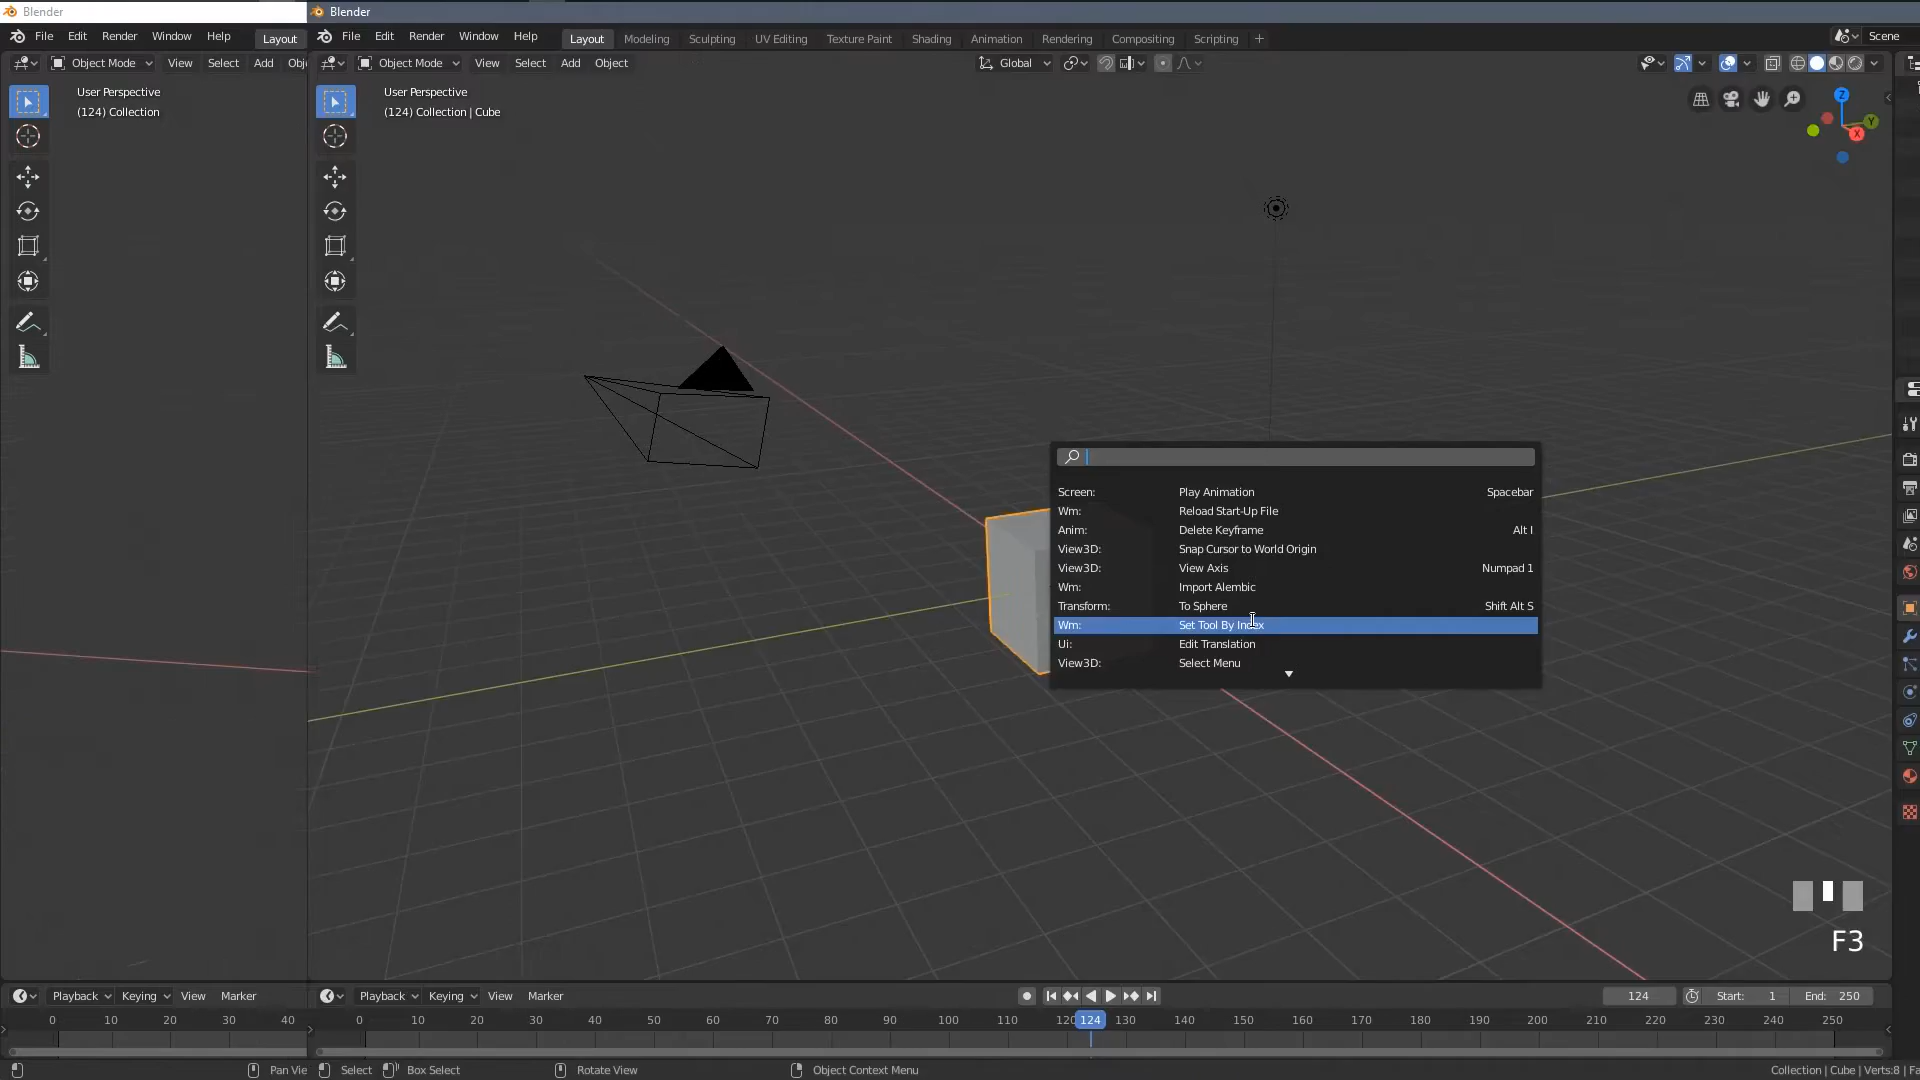 Blender
Blender
File Edit Render Window Help Layout
File Edit Render Window Help Layout Modeling Sculpting UV Editing Texture Paint Shading Animation Rendering Compositing Scripting + Scene
Object Mode View Select Add
Object Mode View Select Add Object Global
User Perspective
(124) Collection
User Perspective
(124) Collection | Cube
Z
Y
X
Screen: Play Animation Spacebar
Wm: Reload Start-Up File
Anim: Delete Keyframe Alt I
View3D: Snap Cursor to World Origin
View3D: View Axis Numpad 1
Wm: Import Alembic
Transform: To Sphere Shift Alt S
Wm: Set Tool By Index
Ui: Edit Translation
View3D: Select Menu
F3
Playback Keying View Marker
Playback Keying View Marker 124 Start: 1 End: 250
0 10 20 30 40
0 10 20 30 40 50 60 70 80 90 100 110 120 124 130 140 150 160 170 180 190 200 210 220 230 240 250
Pan Vie
Select Box Select Rotate View Object Context Menu Collection | Cube | Verts:8 | Fa